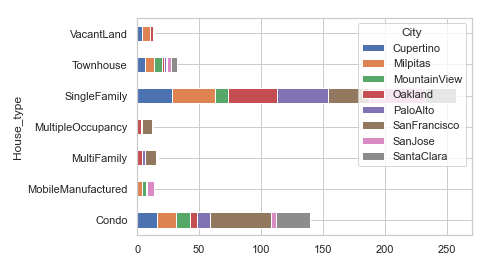 House_type
VacantLand
Townhouse
SingleFamily
MultipleOccupancy
MultiFamily
MobileManufactured
Condo
0 50 100 150 200 250
City
Cupertino
Milpitas
MountainView
Oakland
PaloAlto
SanFrancisco
SanJose
SantaClara